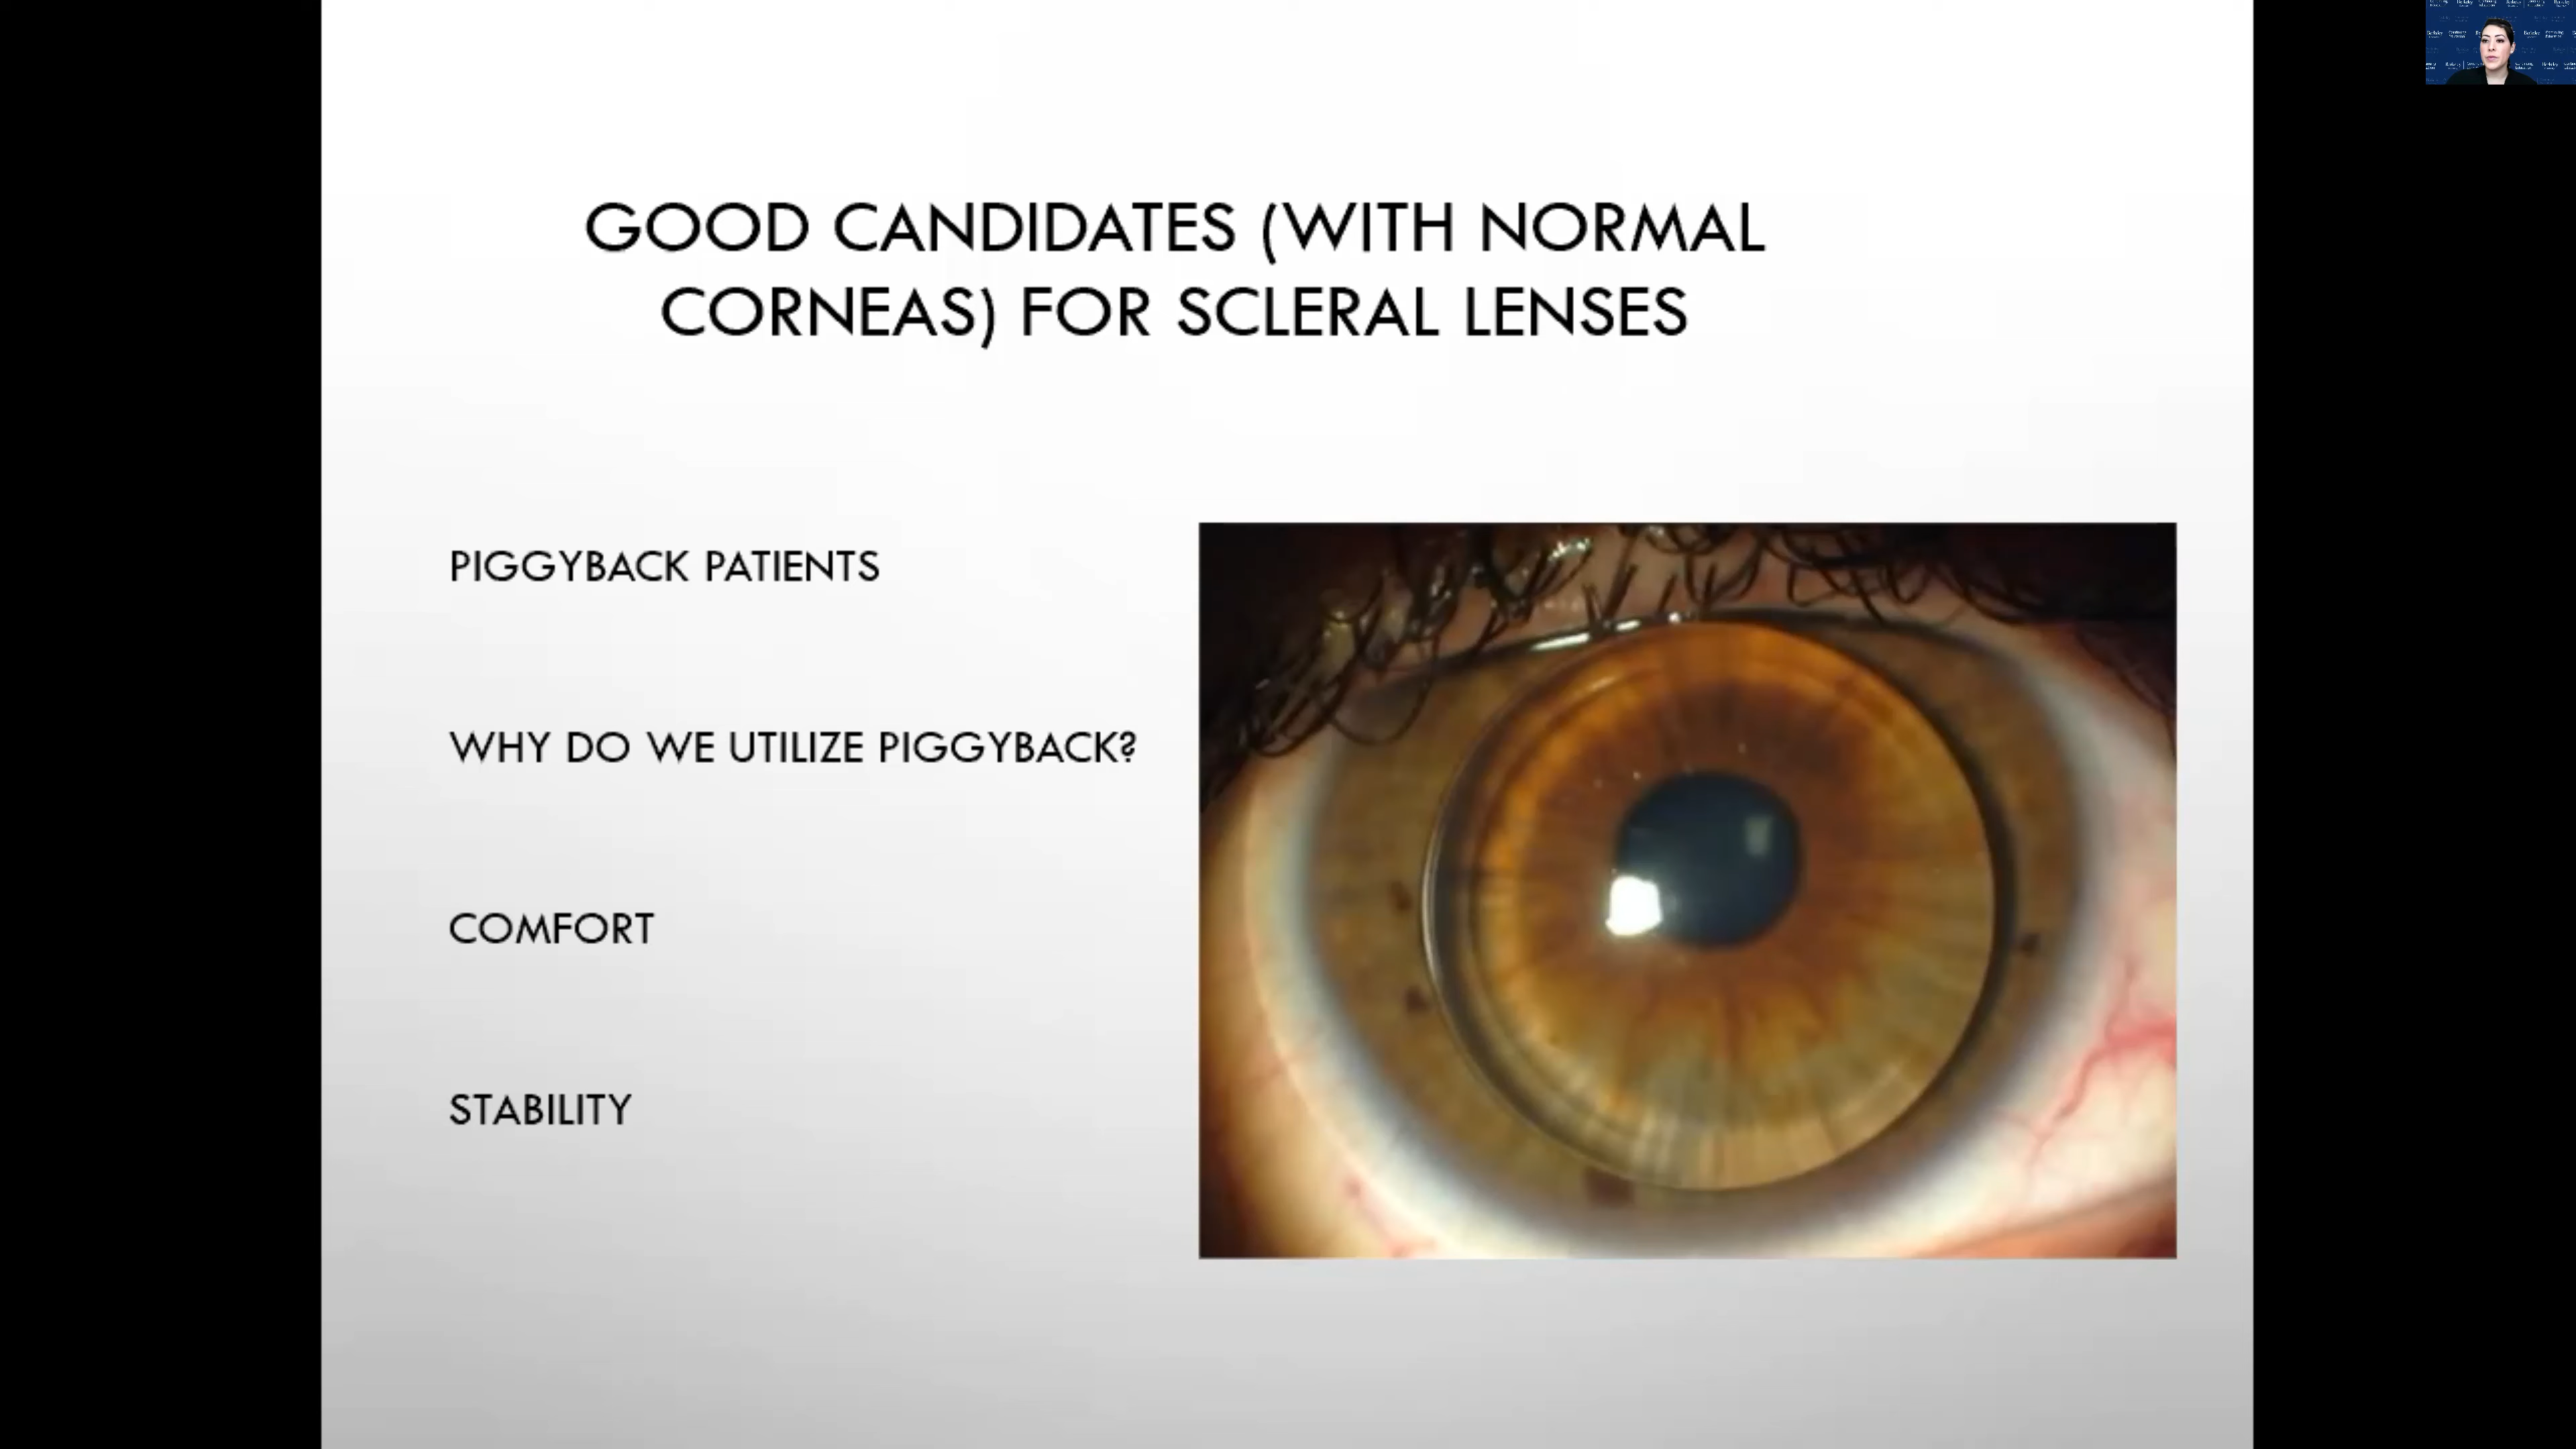 GOOD CANDIDATES (WITH NORMAL
CORNEAS) FOR SCLERAL LENSES
PIGGYBACK PATIENTS
WHY DO WE UTILIZE PIGGYBACK?
COMFORT
STABILITY